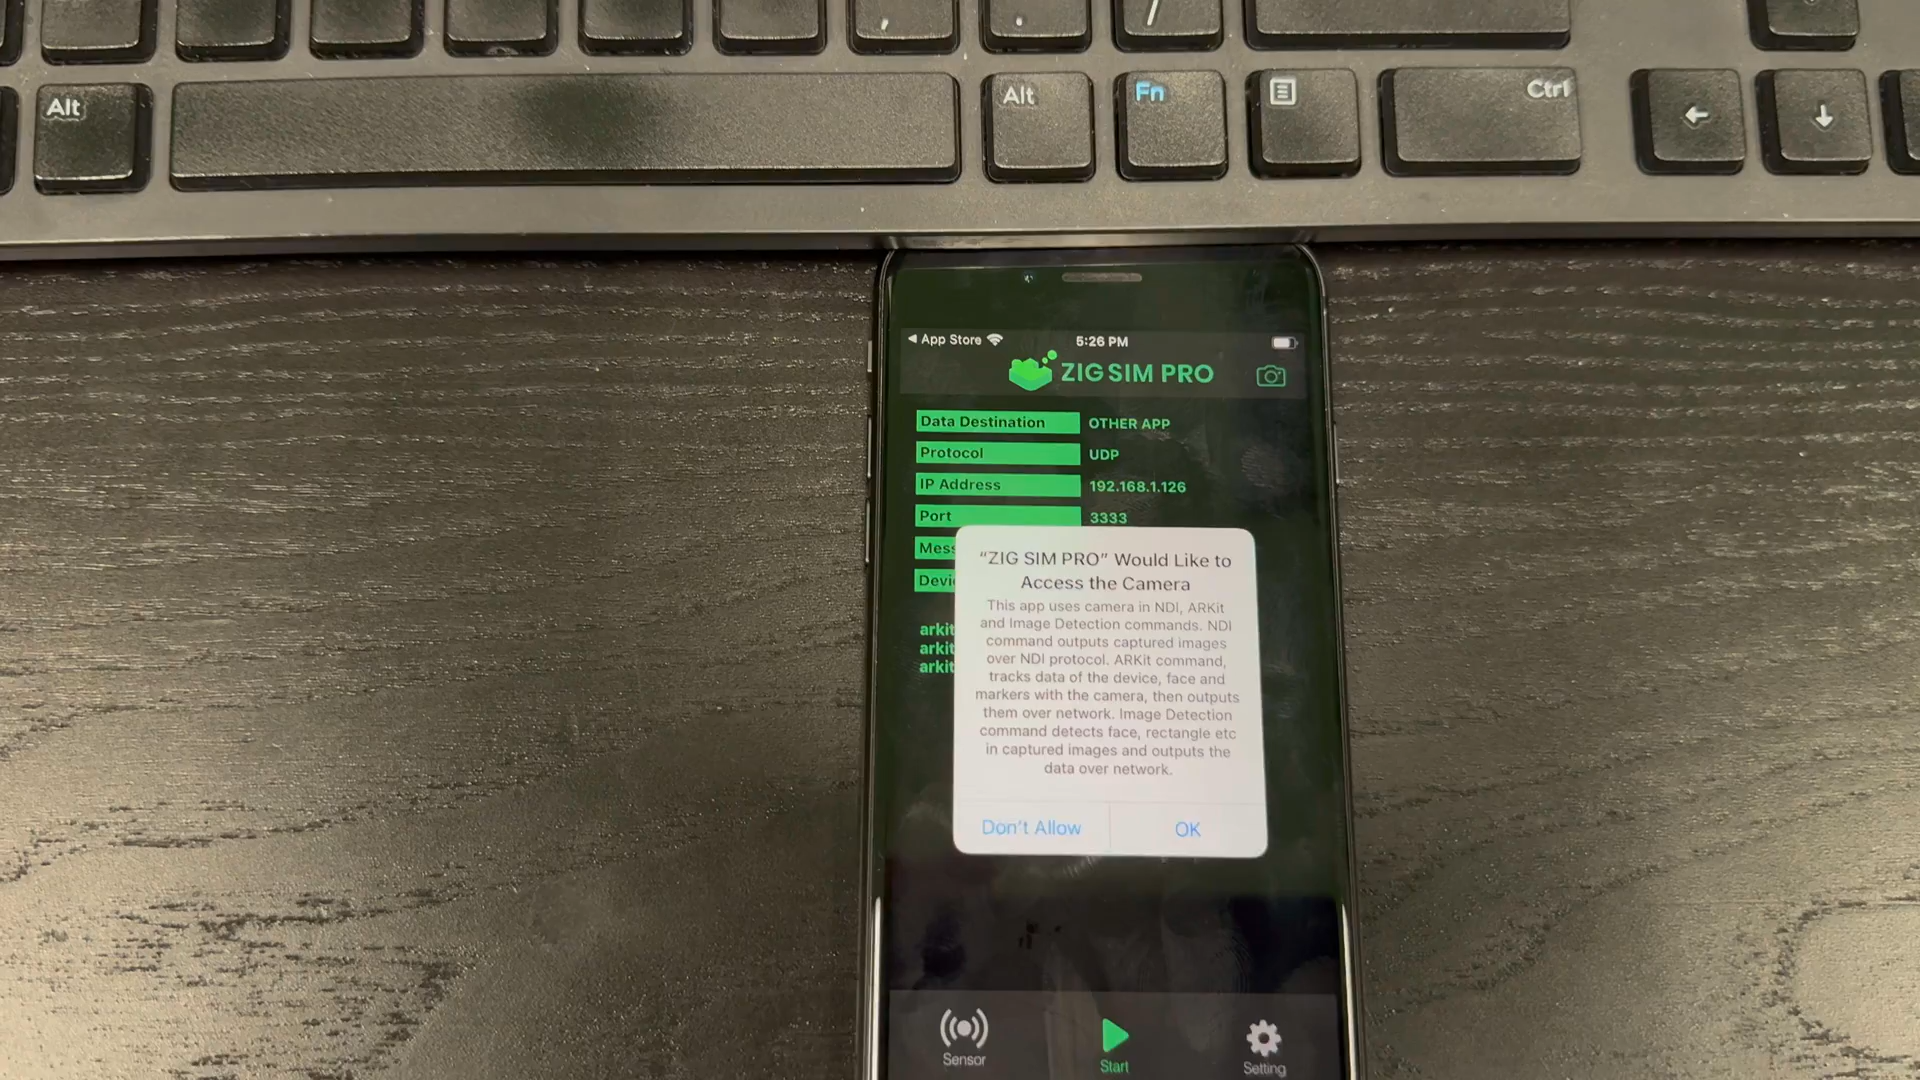 , . /
Alt Alt Fn Ctrl
App Store 5:26 PM
ZIG SIM PRO
Data Destination OTHER APP
Protocol UDP
IP Address 192.168.1.126
Port 3333
Mess
Devi
arkit
arkit
arkit
“ZIG SIM PRO” Would Like to
Access the Camera
This app uses camera in NDI, ARKit
and Image Detection commands. NDI
command outputs captured images
over NDI protocol. ARKit command,
tracks data of the device, face and
markers with the camera, then outputs
them over network. Image Detection
command detects face, rectangle etc
in captured images and outputs the
data over network.
Don’t Allow OK
Sensor Start Setting